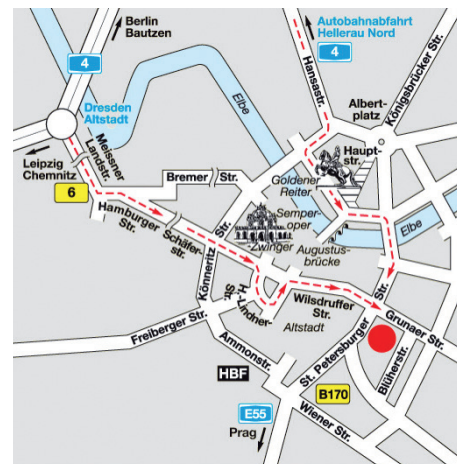 Berlin
Bautzen
4
Autobahnabfahrt
Hellerau Nord
4
Hansastr.
Königsbrücker Str.
Elbe
Albert-
platz
Dresden
Altstadt
Meissner
Landstr.
Leipzig
Chemnitz
6
Bremer Str.
Haupt-
str.
Goldener
Reiter
Hamburger
Str.
Schäfer-
str.
Semper-
oper
Zwinger
Augustus-
brücke
Elbe
Könneritz
Str.
H.-Lindner-
Str.
Wilsdruffer
Str.
Altstadt
Grunaer Str.
Freiberger Str.
Ammonstr.
St. Petersburger
Str.
Blüherstr.
HBF
B170
E55
Prag
Wiener Str.